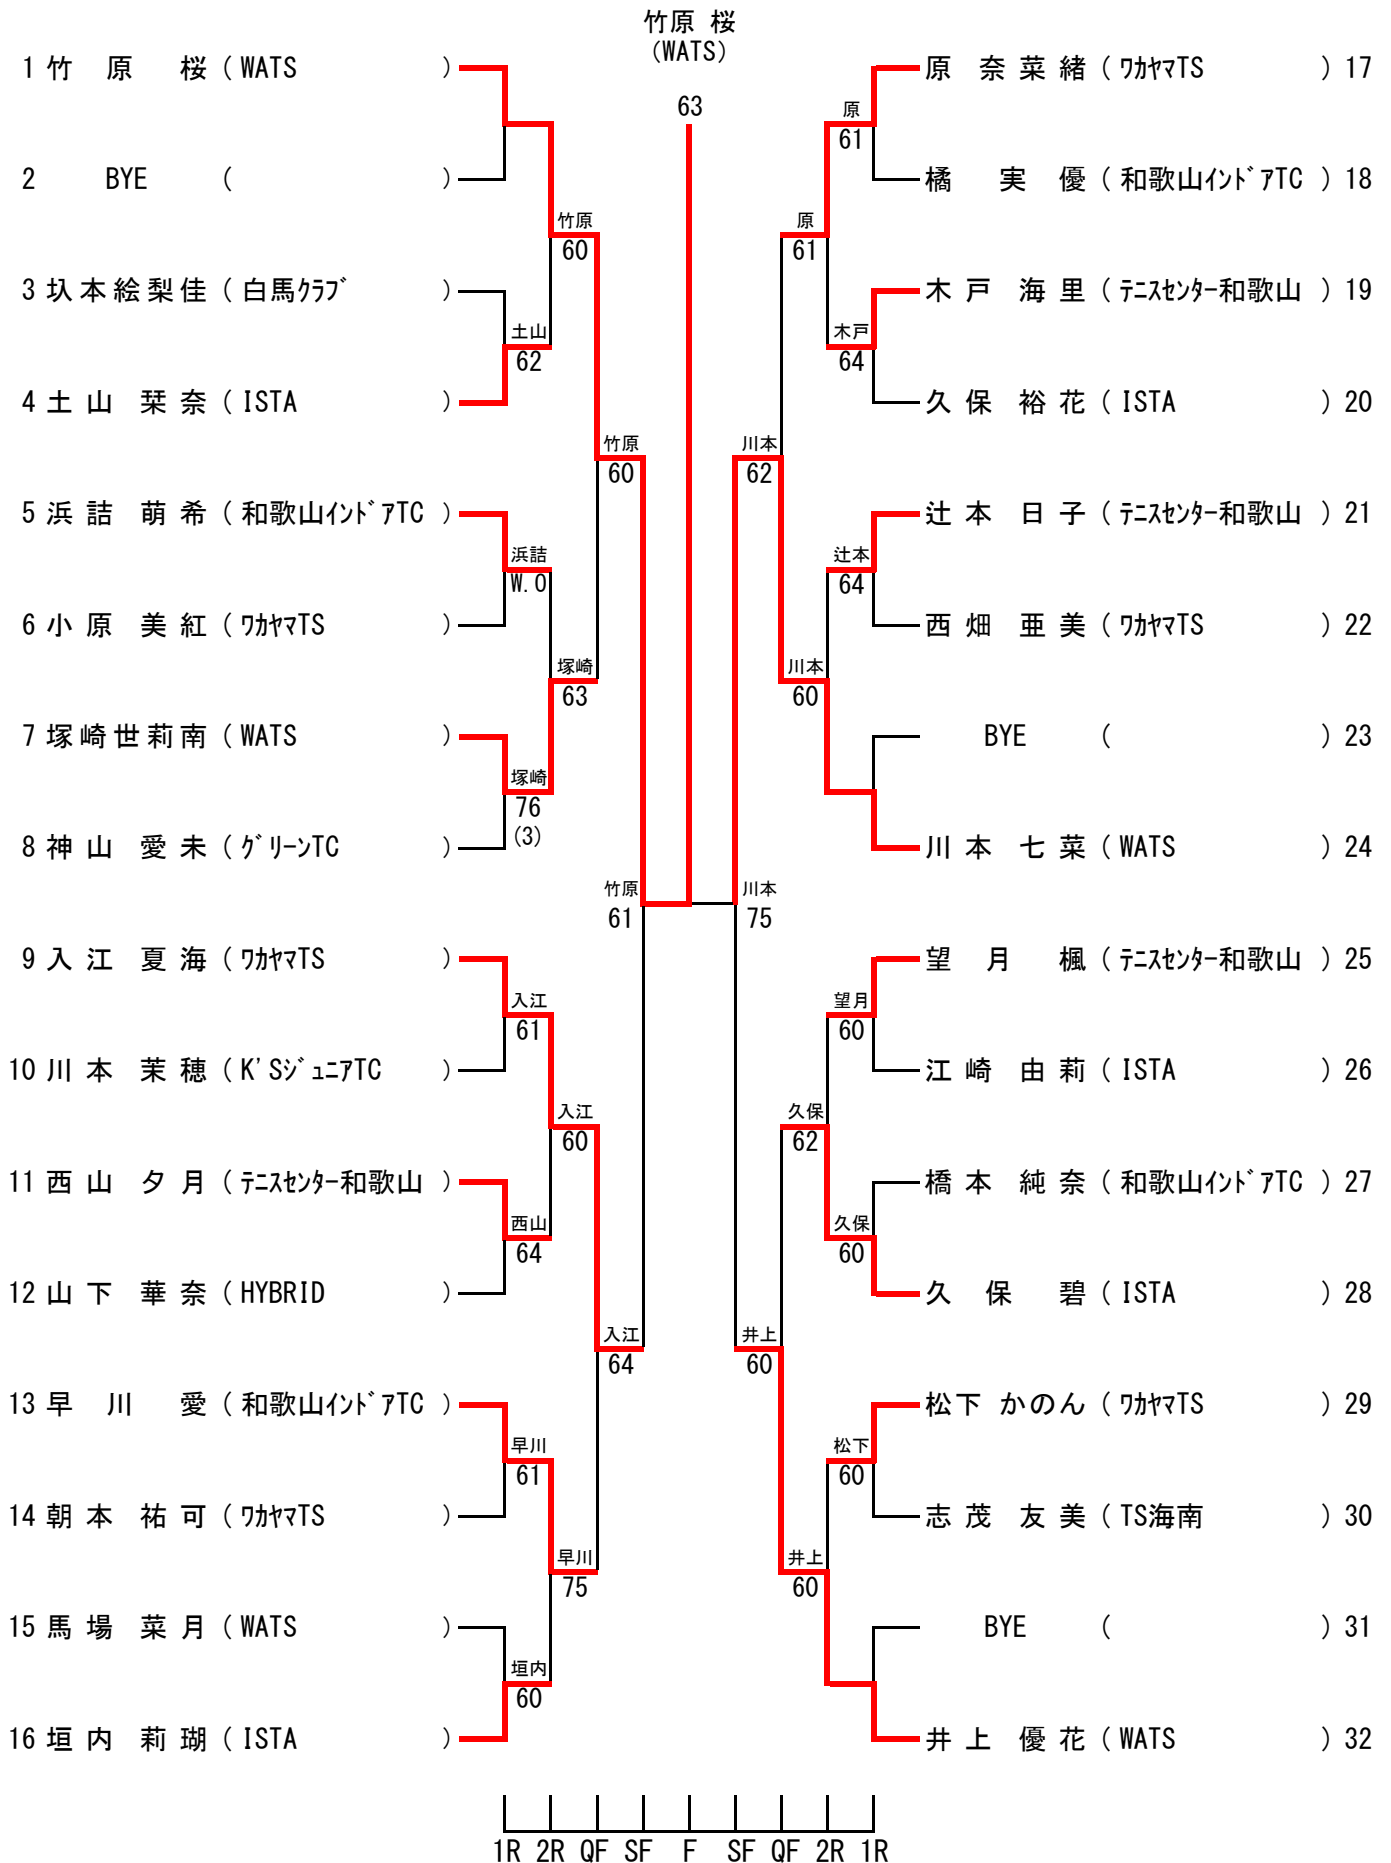 竹原 桜
(WATS)
63
1 竹 原 桜 ( WATS )
2 BYE ( )
3 圦本絵梨佳 ( 白馬ｸﾗﾌﾞ )
4 土 山 栞 奈 ( ISTA )
5 浜 詰 萌 希 ( 和歌山ｲﾝﾄﾞｱTC )
6 小 原 美 紅 ( ﾜｶﾔﾏTS )
7 塚崎世莉南 ( WATS )
8 神 山 愛 未 ( ｸﾞﾘｰﾝTC )
9 入 江 夏 海 ( ﾜｶﾔﾏTS )
10 川 本 茉 穂 ( K'SｼﾞｭﾆｱTC )
11 西 山 夕 月 ( ﾃﾆｽｾﾝﾀｰ和歌山 )
12 山 下 華 奈 ( HYBRID )
13 早 川 愛 ( 和歌山ｲﾝﾄﾞｱTC )
14 朝 本 祐 可 ( ﾜｶﾔﾏTS )
15 馬 場 菜 月 ( WATS )
16 垣 内 莉 瑚 ( ISTA )
土山
62
浜詰
W.O
塚崎
76
(3)
入江
61
西山
64
早川
61
垣内
60
竹原
60
塚崎
63
入江
60
早川
75
竹原
60
入江
64
竹原
61
川本
75
川本
62
井上
60
原
61
川本
60
久保
62
井上
60
原
61
木戸
64
辻本
64
望月
60
久保
60
松下
60
原 奈 菜 緒 ( ﾜｶﾔﾏTS ) 17
橘 実 優 ( 和歌山ｲﾝﾄﾞｱTC ) 18
木 戸 海 里 ( ﾃﾆｽｾﾝﾀｰ和歌山 ) 19
久 保 裕 花 ( ISTA ) 20
辻 本 日 子 ( ﾃﾆｽｾﾝﾀｰ和歌山 ) 21
西 畑 亜 美 ( ﾜｶﾔﾏTS ) 22
BYE ( ) 23
川 本 七 菜 ( WATS ) 24
望 月 楓 ( ﾃﾆｽｾﾝﾀｰ和歌山 ) 25
江 崎 由 莉 ( ISTA ) 26
橋 本 純 奈 ( 和歌山ｲﾝﾄﾞｱTC ) 27
久 保 碧 ( ISTA ) 28
松下 かのん ( ﾜｶﾔﾏTS ) 29
志 茂 友 美 ( TS海南 ) 30
BYE ( ) 31
井 上 優 花 ( WATS ) 32
1R 2R QF SF F SF QF 2R 1R